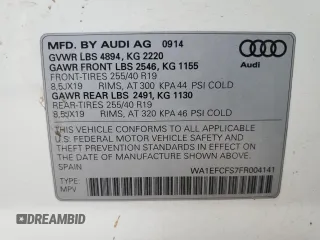 MFD. BY AUDI AG 0914
GVWR LBS 4894, KG 2220
GAWR FRONT LBS 2546, KG 1155
FRONT-TIRES 255/40 R19
8,5JX19 RIMS, AT 300 KPA 44 PSI COLD
GAWR REAR LBS 2491, KG 1130
REAR-TIRES 255/40 R19
8,5JX19 RIMS, AT 320 KPA 46 PSI COLD
Audi
THIS VEHICLE CONFORMS TO ALL APPLICABLE
U.S. FEDERAL MOTOR VEHICLE SAFETY
AND THEFT PREVENTION STANDARDS IN EFFECT
ON THE DATE OF MANUFACTURE SHOWN ABOVE.
SPAIN
WA1EFCFS7FR004141
TYPE:
MPV
DEALER AUCTION HISTORY